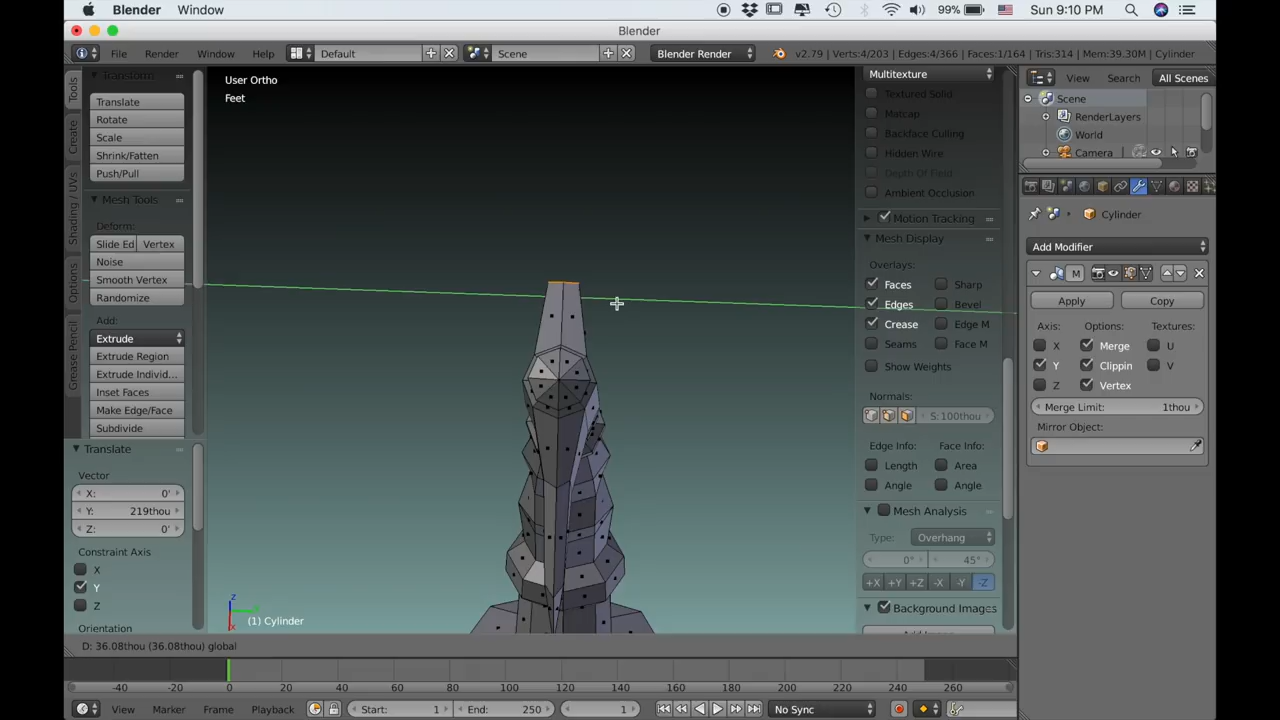 Blender Window 99% Sun 9:10 PM
Blender
File Render Window Help Default Scene Blender Render v2.79 | Verts:4/203 | Edges:4/366 | Faces:1/164 | Tris:314 | Mem:39.30M | Cylinder
Transform
Translate
Rotate
Scale
Shrink/Fatten
Push/Pull
Mesh Tools
Deform:
Slide Ed Vertex
Noise
Smooth Vertex
Randomize
Add:
Extrude
Extrude Region
Extrude Individ...
Inset Faces
Make Edge/Face
Subdivide
Translate
Vector
X: 0'
Y: 219thou
Z: 0'
Constraint Axis
X
Y
Z
Orientation
Tools
Create
Shading / UVs
Options
Grease Pencil
User Ortho
Feet
(1) Cylinder
D: 36.08thou (36.08thou) global
Multitexture
Textured Solid
Matcap
Backface Culling
Hidden Wire
Depth Of Field
Ambient Occlusion
Motion Tracking
Mesh Display
Overlays:
Faces Sharp
Edges Bevel
Crease Edge M
Seams Face M
Show Weights
Normals:
S:100thou
Edge Info: Face Info:
Length Area
Angle Angle
Mesh Analysis
Type: Overhang
0° 45°
+X +Y +Z -X -Y -Z
Background Images
View Search All Scenes
Scene
RenderLayers
World
Camera
Cylinder
Add Modifier
M
Apply Copy
Axis: Options: Textures:
X Merge U
Y Clippin V
Z Vertex
Merge Limit: 1thou
Mirror Object:
-40 -20 0 20 40 60 80 100 120 140 160 180 200 220 240 260
View Marker Frame Playback Start: 1 End: 250 1 No Sync